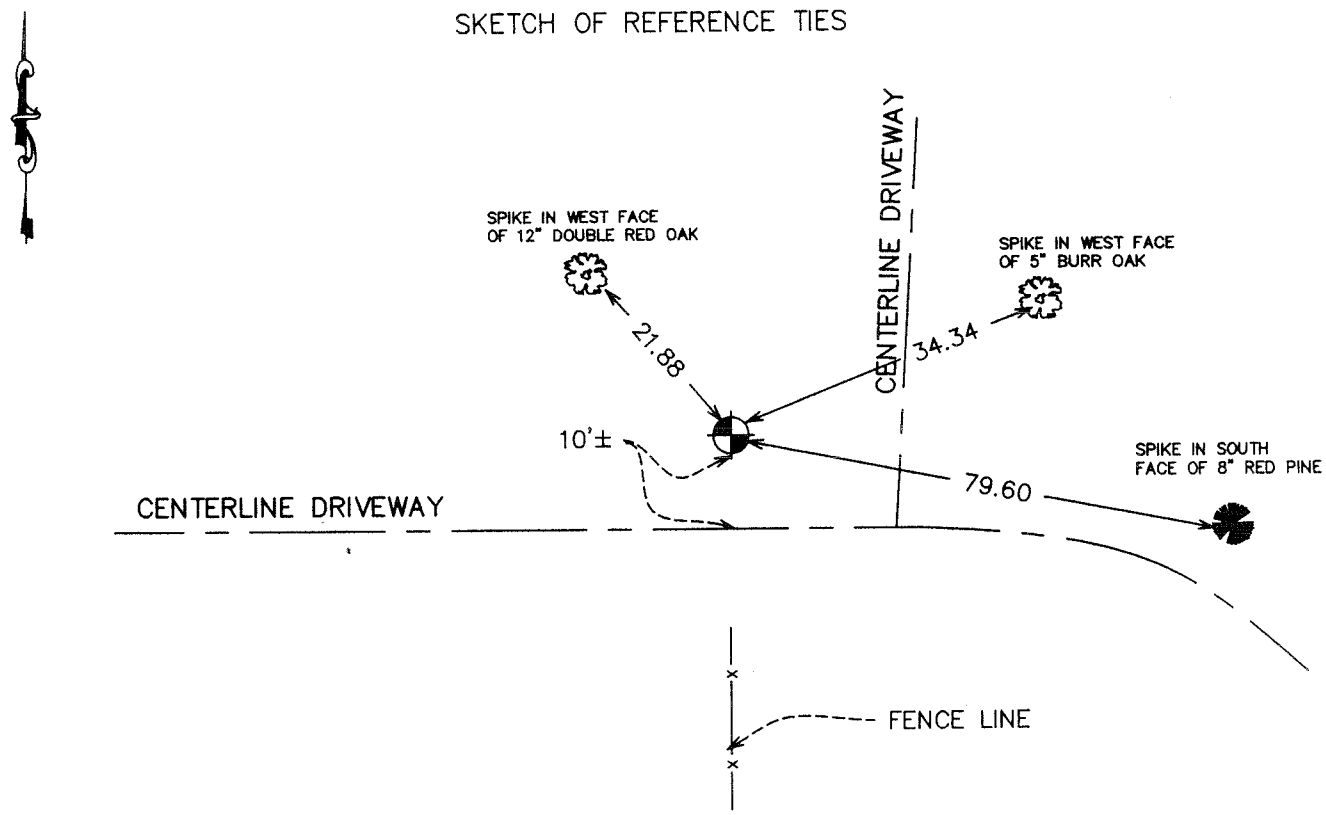 SKETCH OF REFERENCE TIES
CENTERLINE DRIVEWAY
SPIKE IN WEST FACE
OF 12" DOUBLE RED OAK
SPIKE IN WEST FACE
OF 5" BURR OAK
21.88
34.34
10'±
SPIKE IN SOUTH
FACE OF 8" RED PINE
79.60
CENTERLINE DRIVEWAY
x
FENCE LINE
x